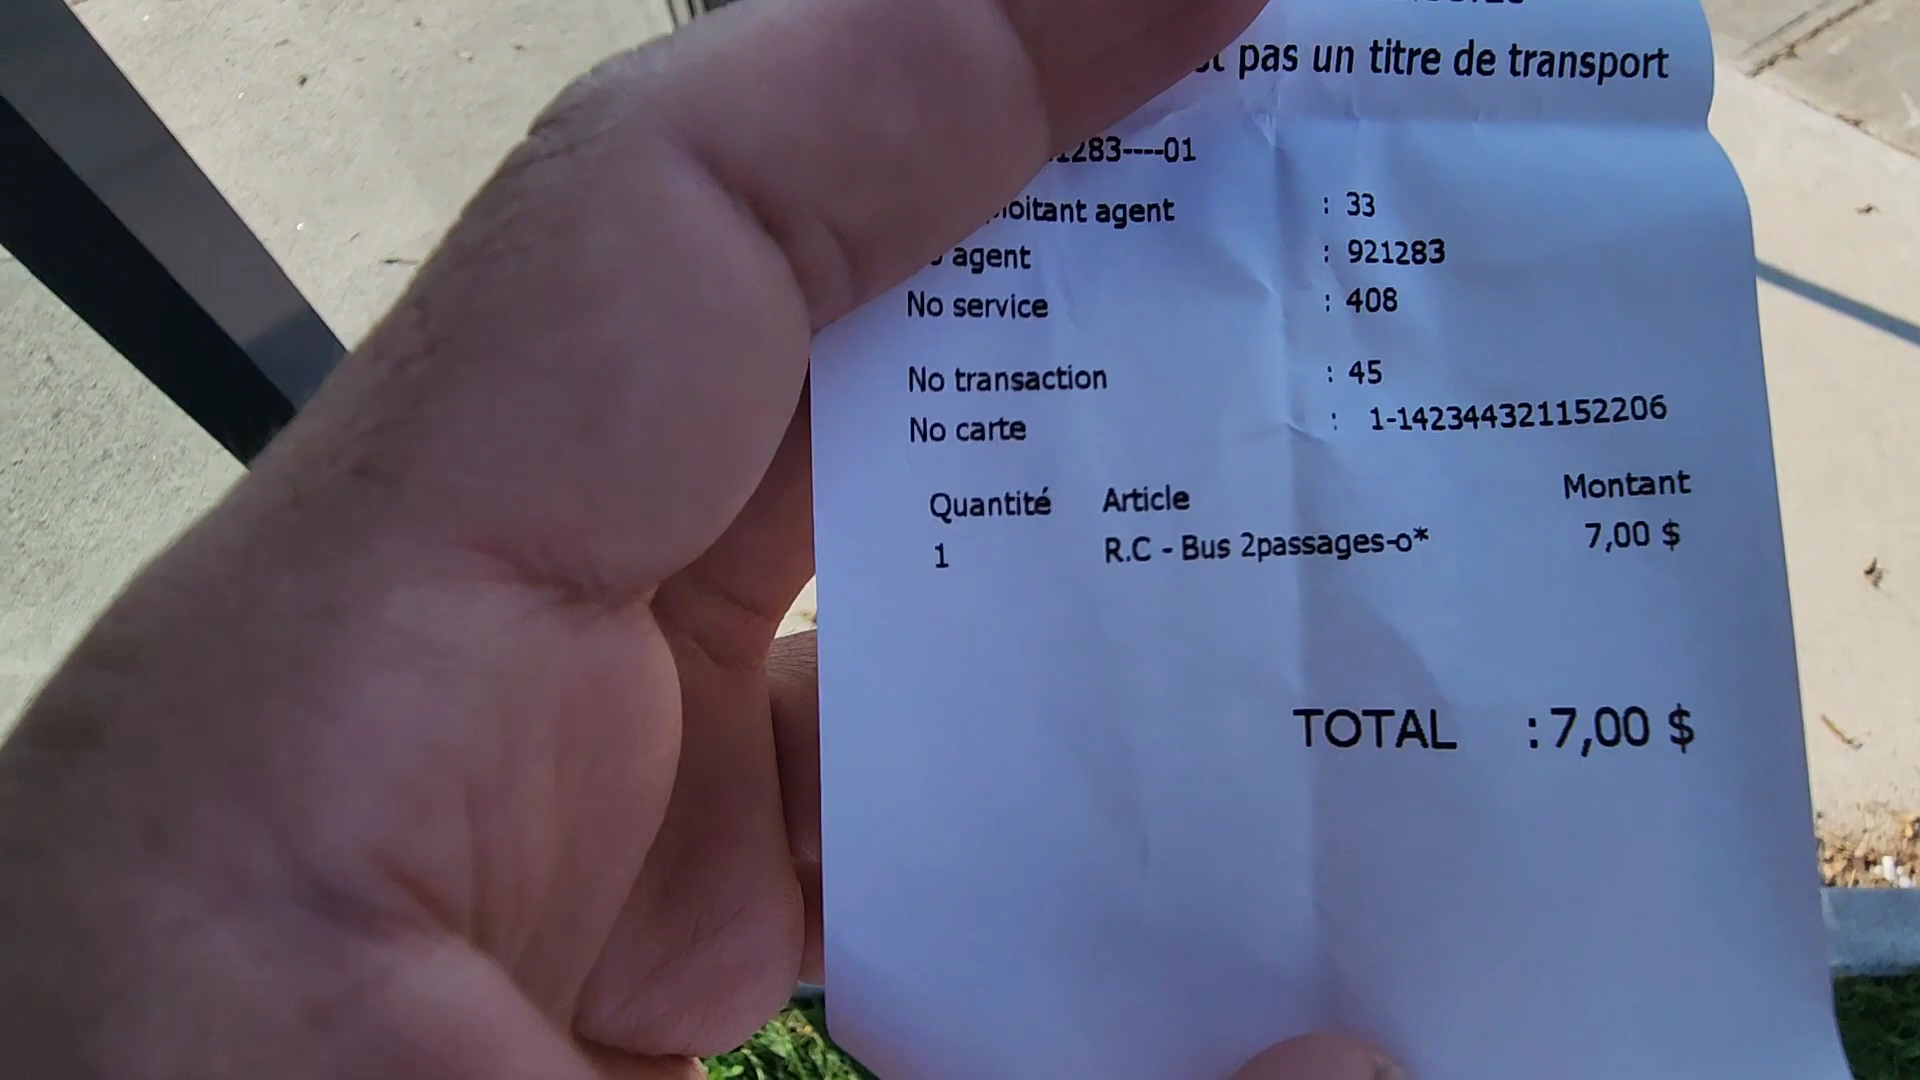 pas un titre de transport
283----01
agent : 33
agent : 921283
No service : 408
No transaction : 45
No carte : 1-142344321152206
Quantité Article Montant
1 R.C - Bus 2passages-o* 7,00 $
TOTAL : 7,00 $